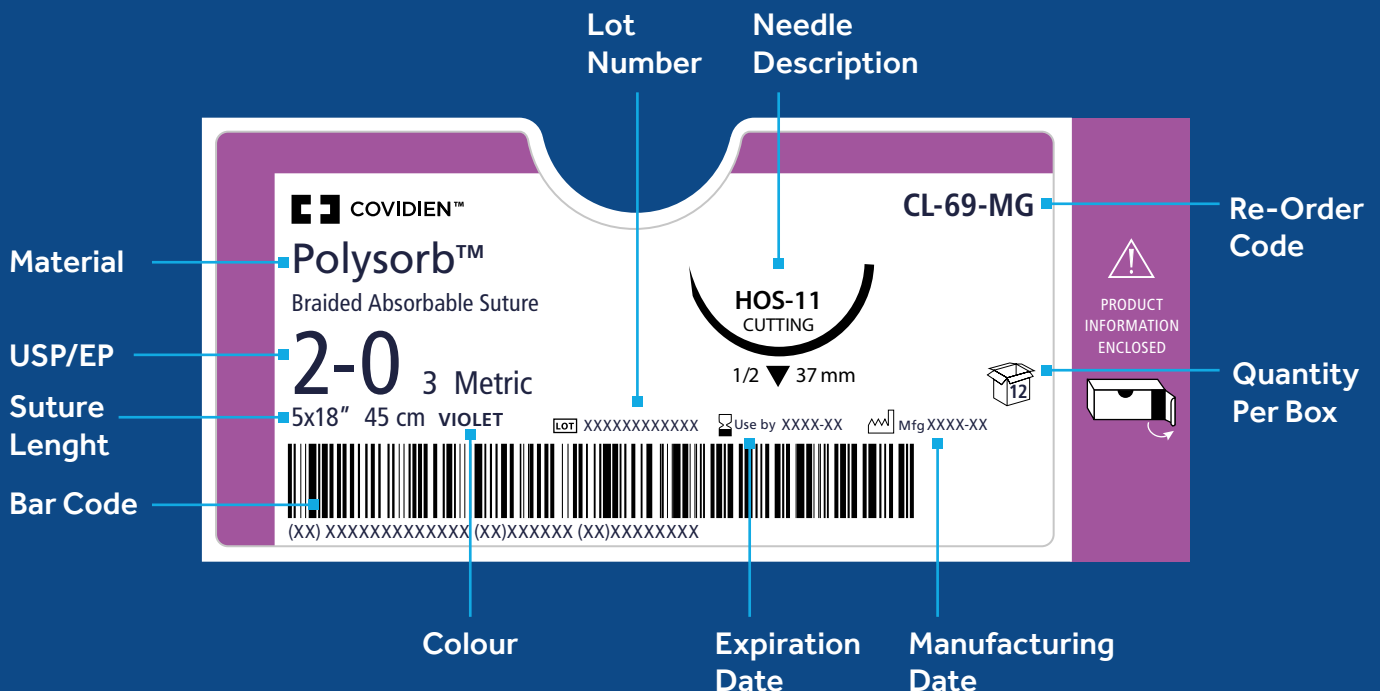 Lot
Number
Needle
Description
COVIDIEN™
CL-69-MG
Re-Order
Code
Material
Polysorb™
Braided Absorbable Suture
HOS-11
CUTTING
PRODUCT
INFORMATION
ENCLOSED
USP/EP
2-0 3 Metric
1/2 37 mm
12
Quantity
Per Box
Suture
Lenght
5x18” 45 cm VIOLET
LOT XXXXXXXXXXXX
Use by XXXX-XX
Mfg XXXX-XX
Bar Code
(XX) XXXXXXXXXXXXX (XX)XXXXXX (XX)XXXXXXXX
Colour
Expiration
Date
Manufacturing
Date